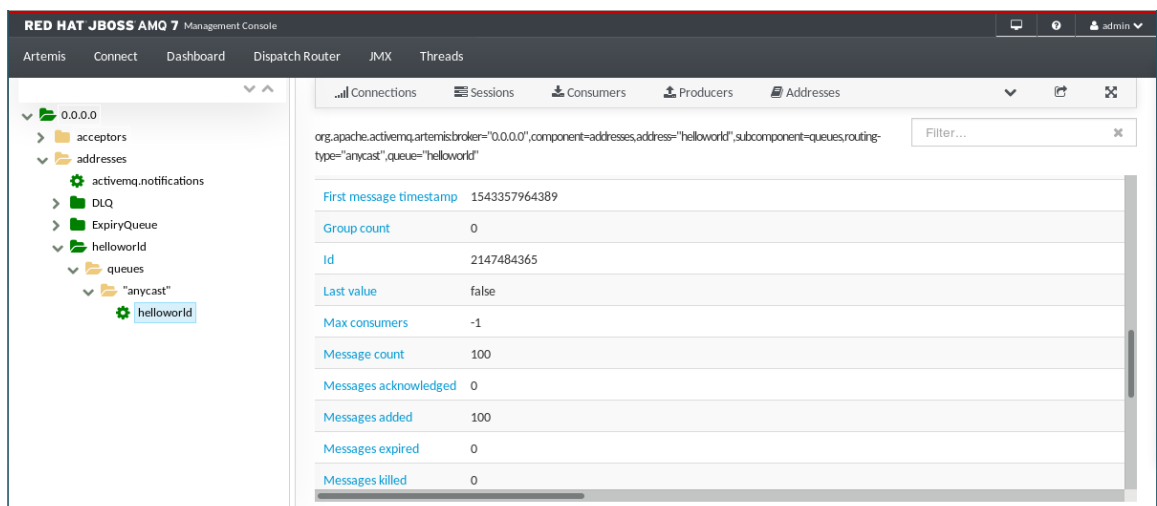 RED HAT JBOSS AMQ 7 Management Console
admin
Artemis Connect Dashboard Dispatch Router JMX Threads
0.0.0.0
acceptors
addresses
activemq.notifications
DLQ
ExpiryQueue
helloworld
queues
"anycast"
helloworld
Connections Sessions Consumers Producers Addresses
org.apache.activemq.artemis:broker="0.0.0.0",component=addresses,address="helloworld",subcomponent=queues,routing-
type="anycast",queue="helloworld"
Filter...
First message timestamp 1543357964389
Group count 0
Id 2147484365
Last value false
Max consumers -1
Message count 100
Messages acknowledged 0
Messages added 100
Messages expired 0
Messages killed 0